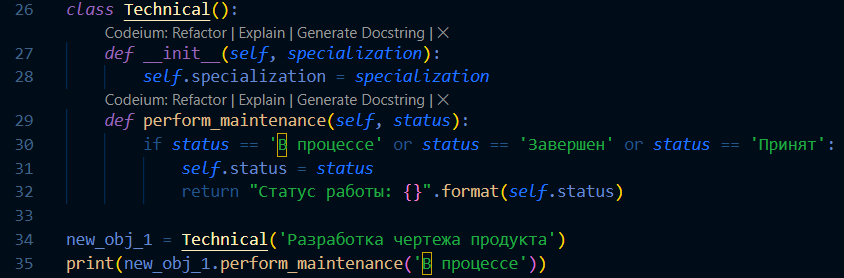 26 class Technical():
Codeium: Refactor | Explain | Generate Docstring | ×
27 def __init__(self, specialization):
28 self.specialization = specialization
Codeium: Refactor | Explain | Generate Docstring | ×
29 def perform_maintenance(self, status):
30 if status == 'В процессе' or status == 'Завершен' or status == 'Принят':
31 self.status = status
32 return "Статус работы: {}".format(self.status)
33
34 new_obj_1 = Technical('Разработка чертежа продукта')
35 print(new_obj_1.perform_maintenance('В процессе'))